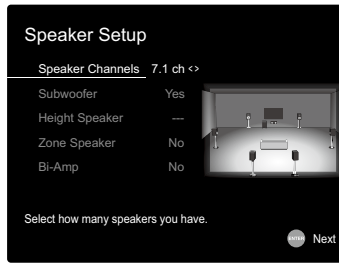 Speaker Setup
Speaker Channels 7.1 ch <>
Subwoofer Yes
Height Speaker ---
Zone Speaker No
Bi-Amp No
Select how many speakers you have.
ENTER Next